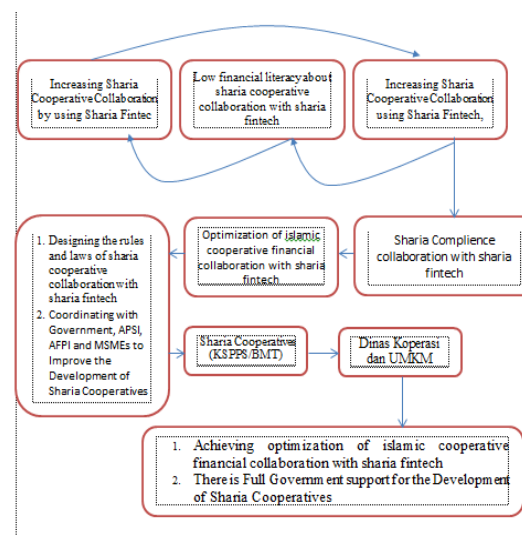 Increasing Sharia
Cooperative Collaboration
by using Sharia Fintec
Low financial literacy about
sharia cooperative
collaboration with sharia
fintech
Increasing Sharia
Cooperative Collaboration
using Sharia Fintech,
Sharia Complience
collaboration with sharia
fintech
Optimization of islamic
cooperative financial
collaboration with sharia
fintech
1. Designing the rules
and laws of sharia
cooperative
collaboration with
sharia fintech
2. Coordinating with
Government, APSI,
AFPI and MSMEs to
Improve the
Development of
Sharia Cooperatives
Sharia Cooperatives
(KSPPS/BMT)
Dinas Koperasi
dan UMKM
1. Achieving optimization of islamic cooperative
financial collaboration with sharia fintech
2. There is Full Government support for the Development
of Sharia Cooperatives